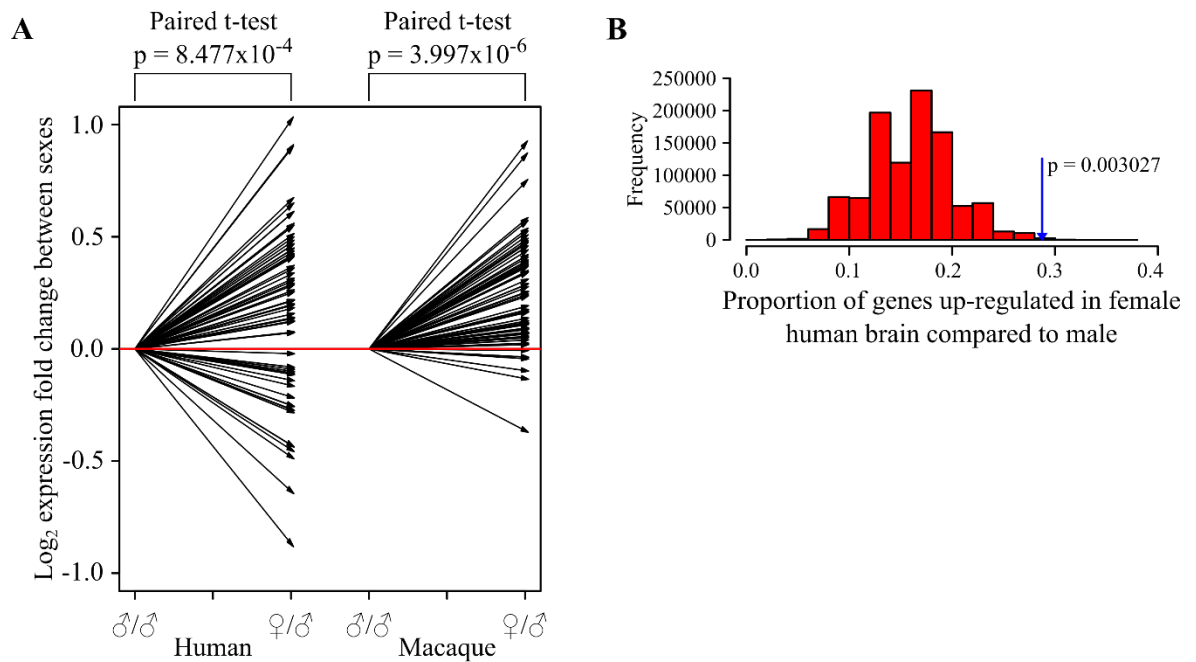 A
Paired t-test
p = 8.477x10⁻⁴
Paired t-test
p = 3.997x10⁻⁶
Log₂ expression fold change between sexes
1.0
0.5
0.0
-0.5
-1.0
♂/♂
♀/♂
♂/♂
♀/♂
Human
Macaque
B
Frequency
250000
200000
150000
100000
50000
0
p = 0.003027
0.0
0.1
0.2
0.3
0.4
Proportion of genes up-regulated in female
human brain compared to male